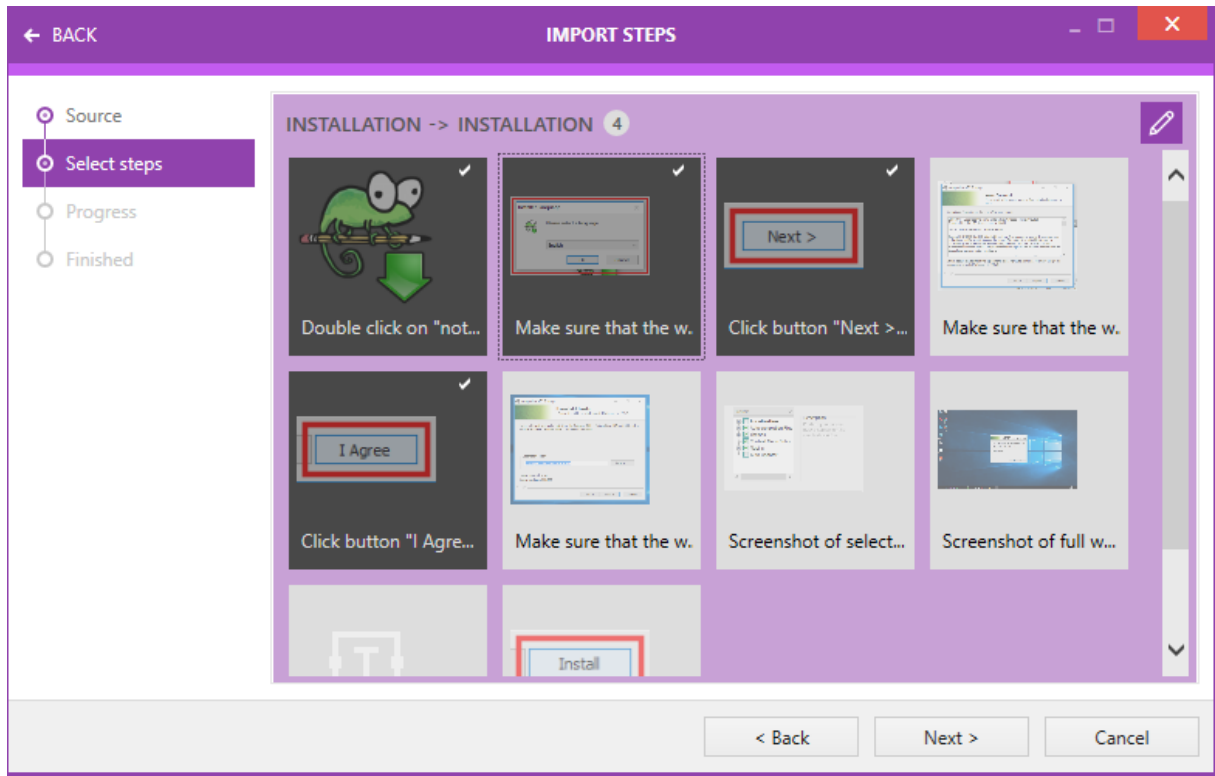 BACK
IMPORT STEPS
Source
Select steps
Progress
Finished
INSTALLATION -> INSTALLATION 4
Double click on "not...
Make sure that the w.
Next >
Click button "Next >...
Make sure that the w.
I Agree
Click button "I Agre...
Make sure that the w.
Screenshot of select...
Screenshot of full w...
T
Install
< Back
Next >
Cancel